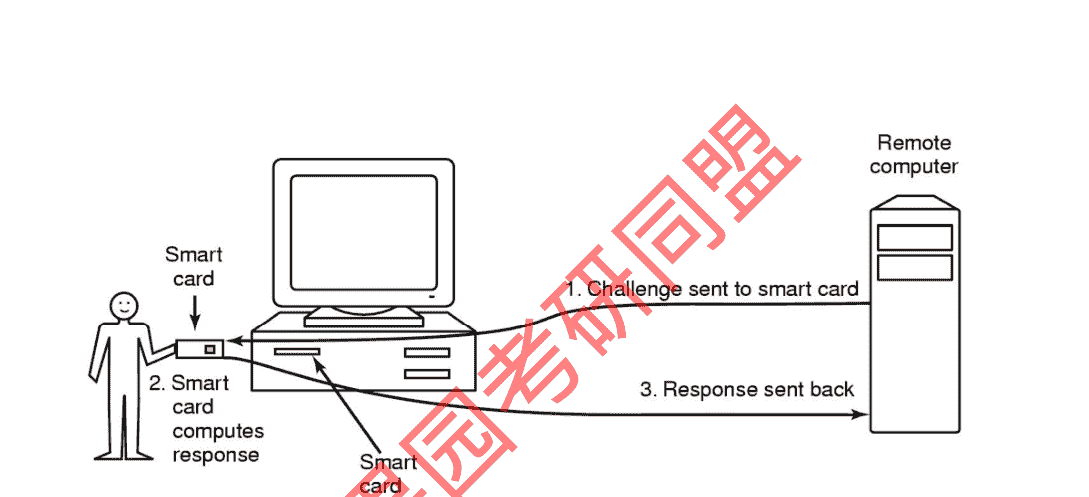 Remote
computer
Smart
card
1. Challenge sent to smart card
2. Smart
card
computes
response
3. Response sent back
Smart
card
园考研同盟